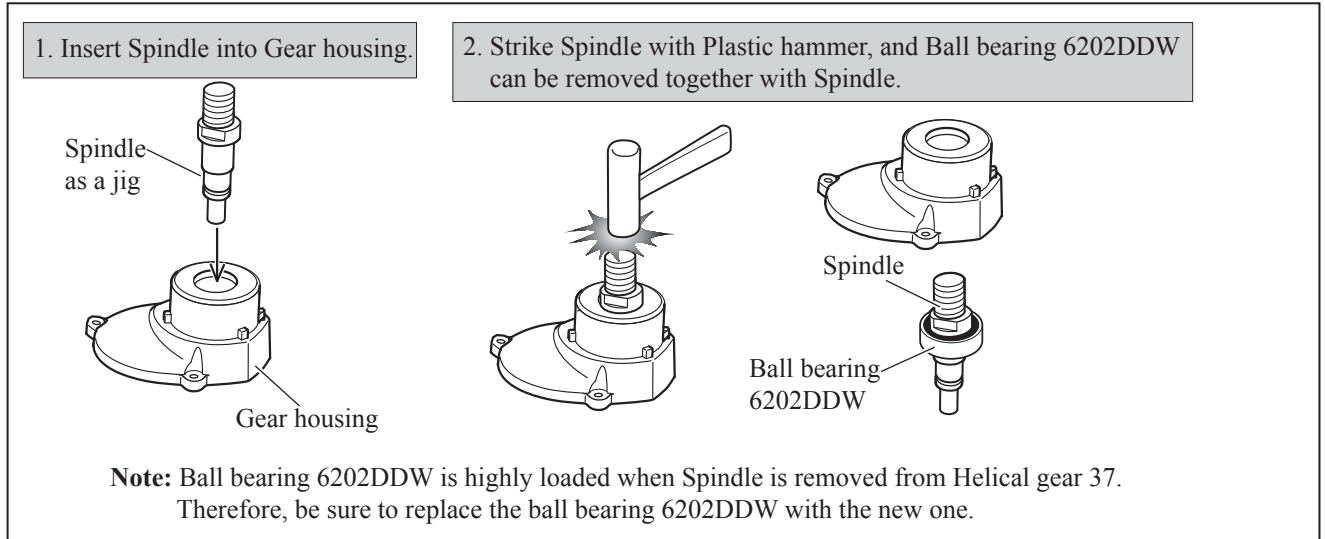 1. Insert Spindle into Gear housing.
Spindle
as a jig
Gear housing
2. Strike Spindle with Plastic hammer, and Ball bearing 6202DDW
can be removed together with Spindle.
Spindle
Ball bearing
6202DDW
Note: Ball bearing 6202DDW is highly loaded when Spindle is removed from Helical gear 37.
Therefore, be sure to replace the ball bearing 6202DDW with the new one.